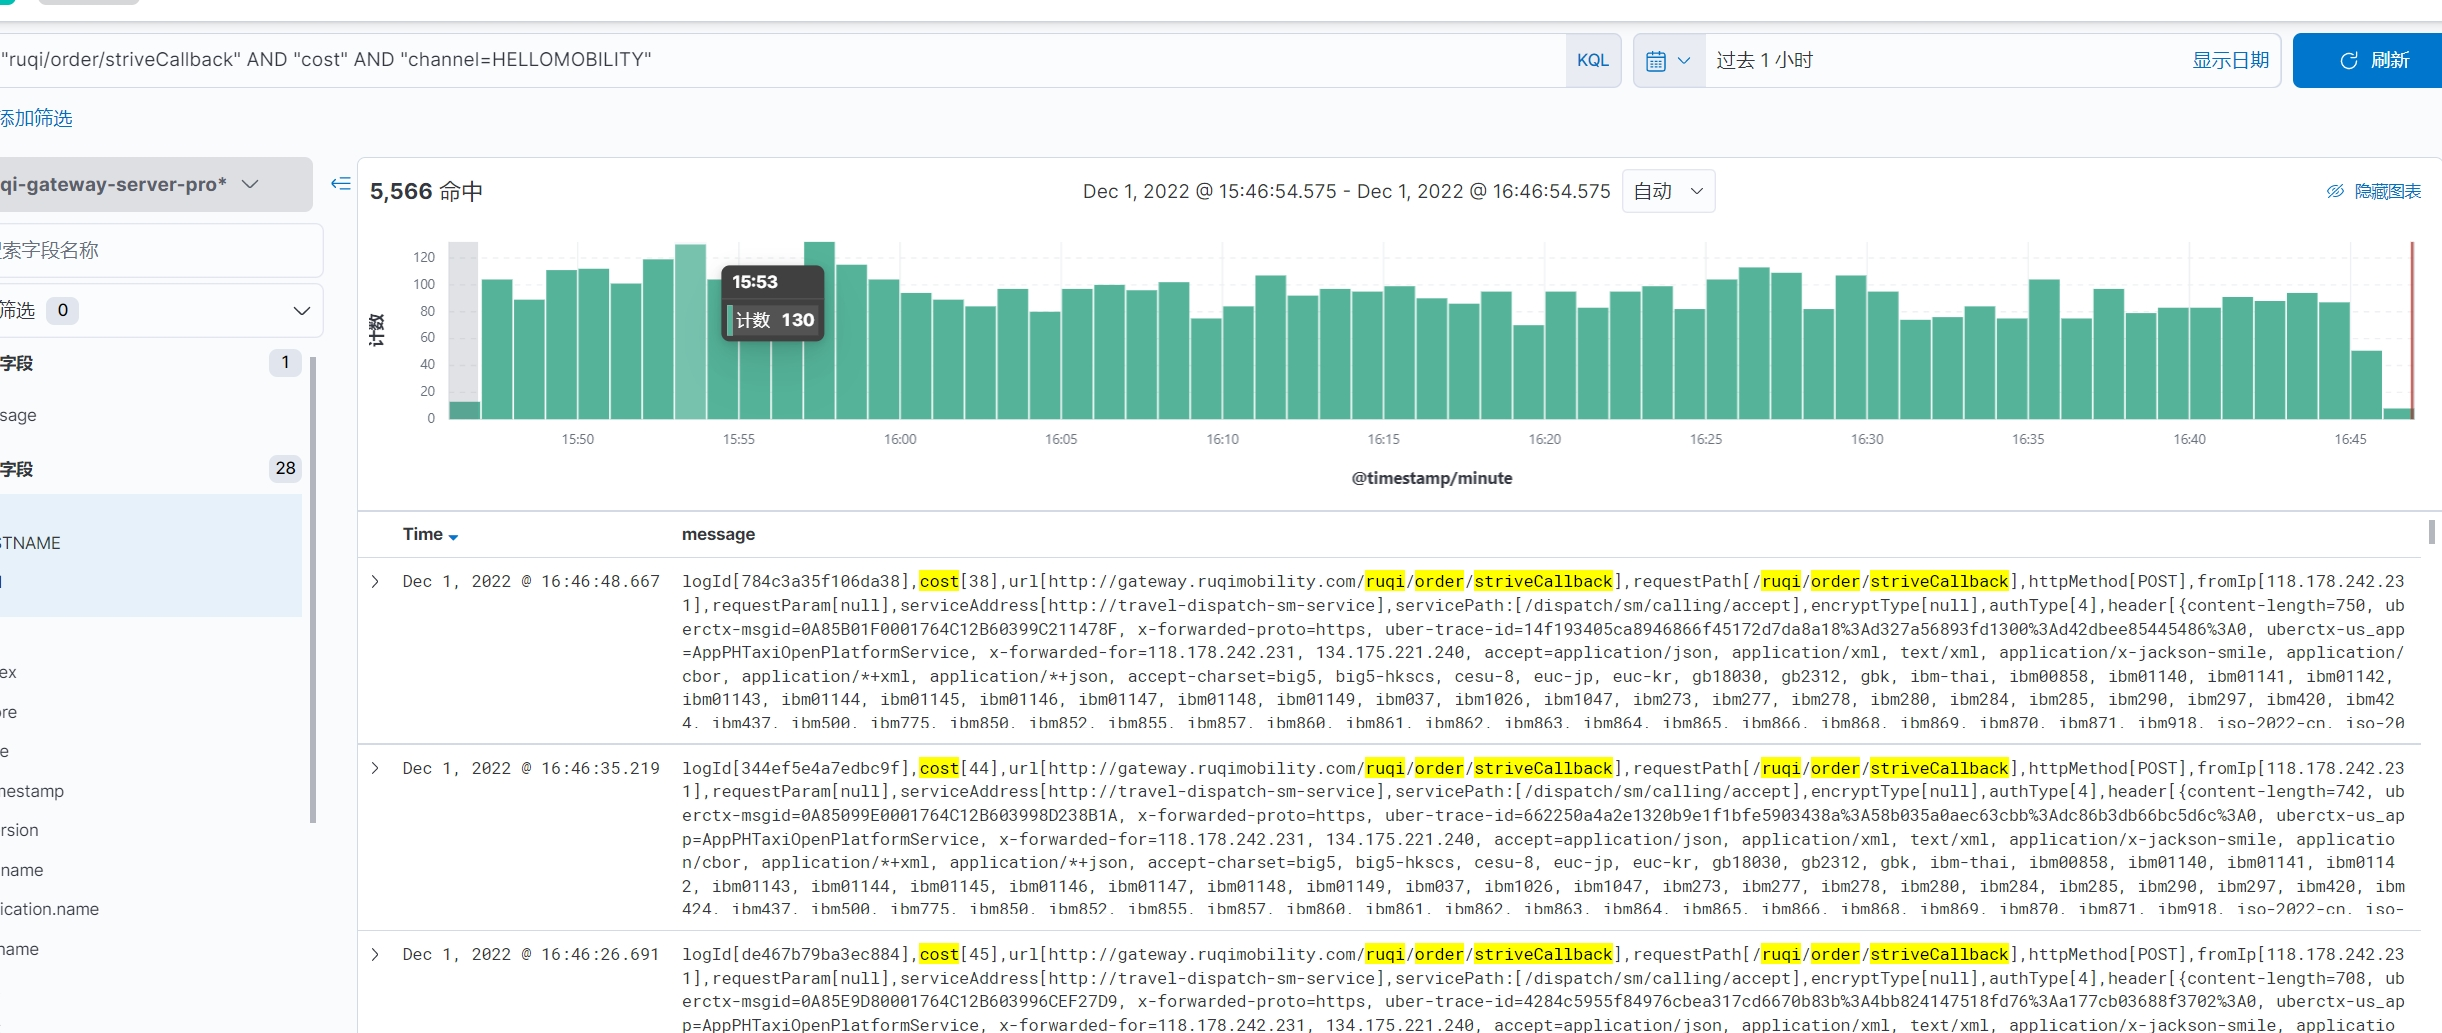 "ruqi/order/striveCallback" AND "cost" AND "channel=HELLOMOBILITY"
KQL
过去 1 小时
显示日期
刷新
添加筛选
qi-gateway-server-pro*
5,566 命中
Dec 1, 2022 @ 15:46:54.575 - Dec 1, 2022 @ 16:46:54.575
自动
隐藏图表
索字段名称
筛选 0
字段 1
sage
字段 28
STNAME
ex
re
e
nestamp
rsion
name
ication.name
name
计数
120
100
80
60
40
20
0
15:53
计数 130
15:50 15:55 16:00 16:05 16:10 16:15 16:20 16:25 16:30 16:35 16:40 16:45
@timestamp/minute
Time message
Dec 1, 2022 @ 16:46:48.667
logId[784c3a35f106da38],cost[38],url[http://gateway.ruqimobility.com/ruqi/order/striveCallback],requestPath[/ruqi/order/striveCallback],httpMethod[POST],fromIp[118.178.242.23
1],requestParam[null],serviceAddress[http://travel-dispatch-sm-service],servicePath:[/dispatch/sm/calling/accept],encryptType[null],authType[4],header[{content-length=750, ub
erctx-msgid=0A85B01F0001764C12B60399C211478F, x-forwarded-proto=https, uber-trace-id=14f193405ca8946866f45172d7da8a18%3Ad327a56893fd1300%3Ad42dbee85445486%3A0, uberctx-us_app
=AppPHTaxiOpenPlatformService, x-forwarded-for=118.178.242.231, 134.175.221.240, accept=application/json, application/xml, text/xml, application/x-jackson-smile, application/
cbor, application/*+xml, application/*+json, accept-charset=big5, big5-hkscs, cesu-8, euc-jp, euc-kr, gb18030, gb2312, gbk, ibm-thai, ibm00858, ibm01140, ibm01141, ibm01142,
ibm01143, ibm01144, ibm01145, ibm01146, ibm01147, ibm01148, ibm01149, ibm037, ibm1026, ibm1047, ibm273, ibm277, ibm278, ibm280, ibm284, ibm285, ibm290, ibm297, ibm420, ibm42
4, ibm437, ibm500, ibm775, ibm850, ibm852, ibm855, ibm857, ibm860, ibm861, ibm862, ibm863, ibm864, ibm865, ibm866, ibm868, ibm869, ibm870, ibm871, ibm918, iso-2022-cn, iso-20
Dec 1, 2022 @ 16:46:35.219
logId[344ef5e4a7edbc9f],cost[44],url[http://gateway.ruqimobility.com/ruqi/order/striveCallback],requestPath[/ruqi/order/striveCallback],httpMethod[POST],fromIp[118.178.242.23
1],requestParam[null],serviceAddress[http://travel-dispatch-sm-service],servicePath:[/dispatch/sm/calling/accept],encryptType[null],authType[4],header[{content-length=742, ub
erctx-msgid=0A85099E0001764C12B603998D238B1A, x-forwarded-proto=https, uber-trace-id=662250a4a2e1320b9e1f1bfe5903438a%3A58b035a0aec63cbb%3Adc86b3db66bc5d6c%3A0, uberctx-us_ap
p=AppPHTaxiOpenPlatformService, x-forwarded-for=118.178.242.231, 134.175.221.240, accept=application/json, application/xml, text/xml, application/x-jackson-smile, applicatio
n/cbor, application/*+xml, application/*+json, accept-charset=big5, big5-hkscs, cesu-8, euc-jp, euc-kr, gb18030, gb2312, gbk, ibm-thai, ibm00858, ibm01140, ibm01141, ibm0114
2, ibm01143, ibm01144, ibm01145, ibm01146, ibm01147, ibm01148, ibm01149, ibm037, ibm1026, ibm1047, ibm273, ibm277, ibm278, ibm280, ibm284, ibm285, ibm290, ibm297, ibm420, ibm
424, ibm437, ibm500, ibm775, ibm850, ibm852, ibm855, ibm857, ibm860, ibm861, ibm862, ibm863, ibm864, ibm865, ibm866, ibm868, ibm869, ibm870, ibm871, ibm918, iso-2022-cn, iso-
Dec 1, 2022 @ 16:46:26.691
logId[de467b79ba3ec884],cost[45],url[http://gateway.ruqimobility.com/ruqi/order/striveCallback],requestPath[/ruqi/order/striveCallback],httpMethod[POST],fromIp[118.178.242.23
1],requestParam[null],serviceAddress[http://travel-dispatch-sm-service],servicePath:[/dispatch/sm/calling/accept],encryptType[null],authType[4],header[{content-length=708, ub
erctx-msgid=0A85E9D80001764C12B603996CEF27D9, x-forwarded-proto=https, uber-trace-id=4284c5955f84976cbea317cd6670b83b%3A4bb824147518fd76%3Aa177cb03688f3702%3A0, uberctx-us_ap
p=AppPHTaxiOpenPlatformService, x-forwarded-for=118.178.242.231, 134.175.221.240, accept=application/json, application/xml, text/xml, application/x-jackson-smile, applicatio